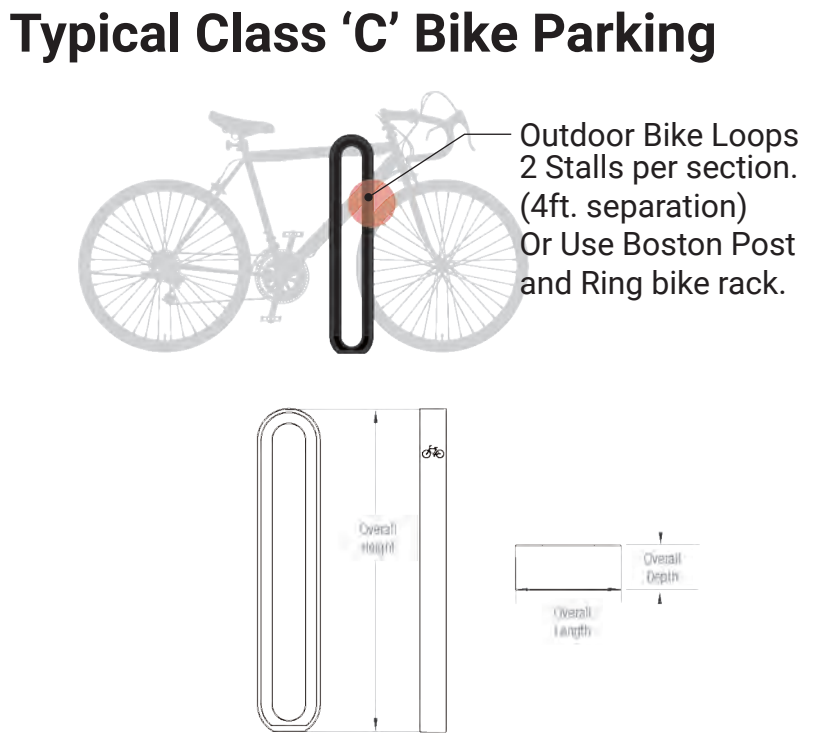 Typical Class ‘C’ Bike Parking
Outdoor Bike Loops
2 Stalls per section.
(4ft. separation)
Or Use Boston Post
and Ring bike rack.
Overall
Height
Overall
Depth
Overall
Length